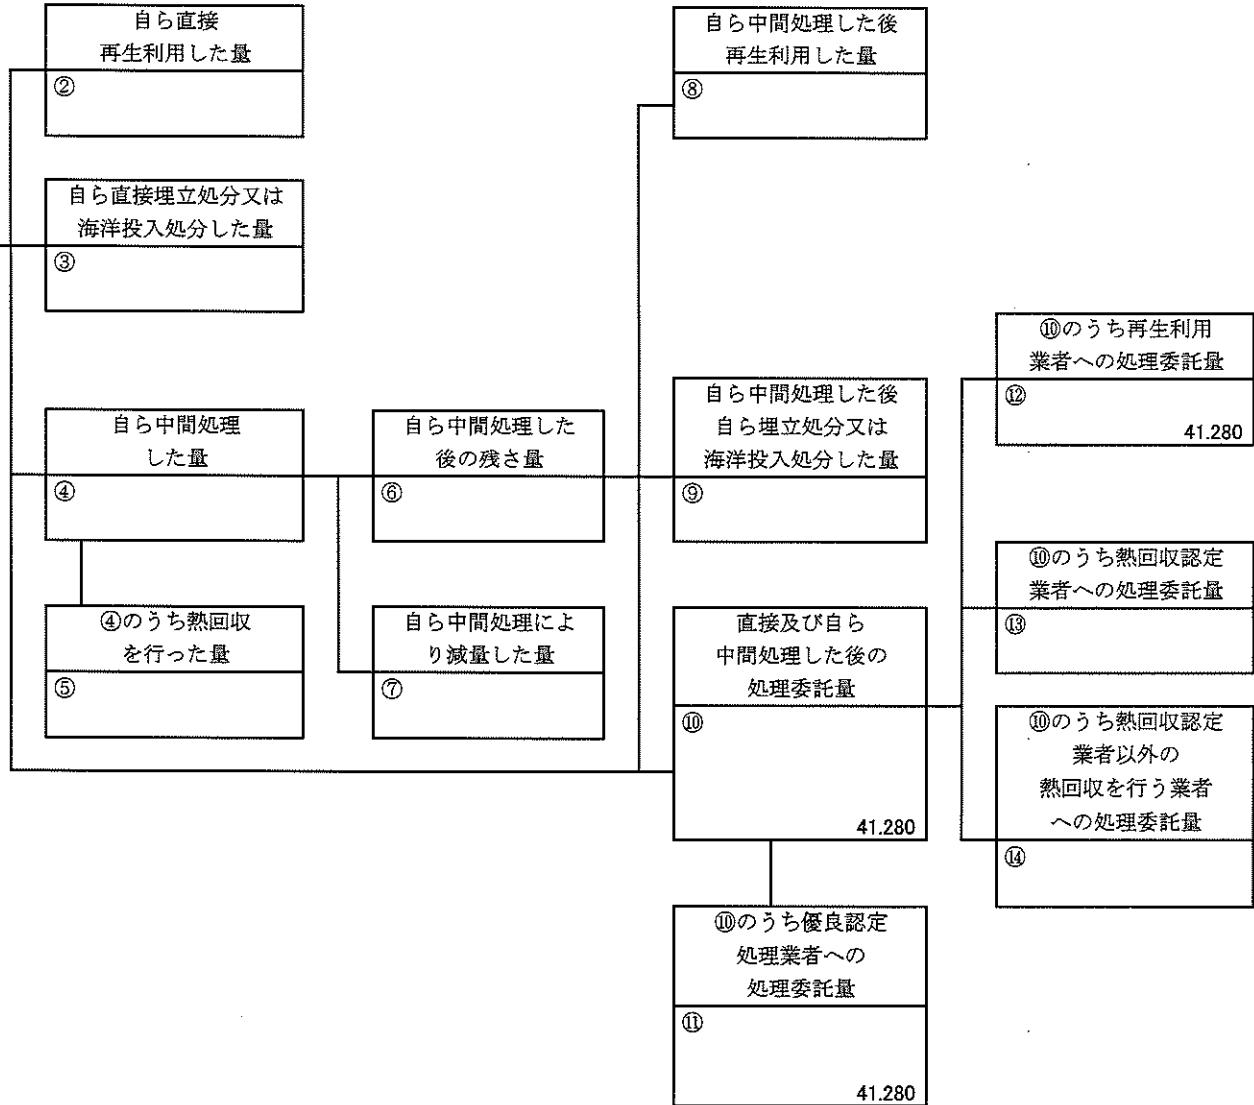 自ら直接
再生利用した量
②
自ら中間処理した後
再生利用した量
⑧
自ら直接埋立処分又は
海洋投入処分した量
③
⑩のうち再生利用
業者への処理委託量
⑫
41.280
自ら中間処理
した量
④
自ら中間処理した
後の残さ量
⑥
自ら中間処理した後
自ら埋立処分又は
海洋投入処分した量
⑨
⑩のうち熱回収認定
業者への処理委託量
⑬
④のうち熱回収
を行った量
⑤
自ら中間処理によ
り減量した量
⑦
直接及び自ら
中間処理した後の
処理委託量
⑩
41.280
⑩のうち熱回収認定
業者以外の
熱回収を行う業者
への処理委託量
⑭
⑩のうち優良認定
処理業者への
処理委託量
⑪
41.280